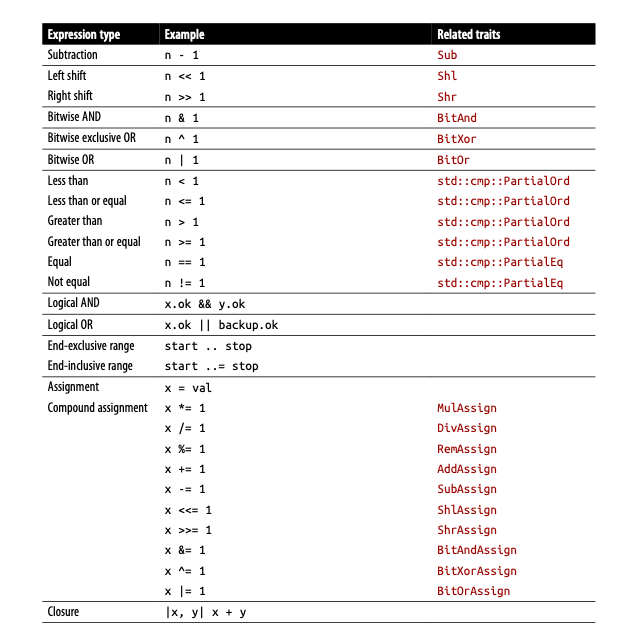 Expression type Example Related traits
Subtraction n - 1 Sub
Left shift n << 1 Shl
Right shift n >> 1 Shr
Bitwise AND n & 1 BitAnd
Bitwise exclusive OR n ^ 1 BitXor
Bitwise OR n | 1 BitOr
Less than n < 1 std::cmp::PartialOrd
Less than or equal n <= 1 std::cmp::PartialOrd
Greater than n > 1 std::cmp::PartialOrd
Greater than or equal n >= 1 std::cmp::PartialOrd
Equal n == 1 std::cmp::PartialEq
Not equal n != 1 std::cmp::PartialEq
Logical AND x.ok && y.ok
Logical OR x.ok || backup.ok
End-exclusive range start .. stop
End-inclusive range start ..= stop
Assignment x = val
Compound assignment x *= 1 MulAssign
x /= 1 DivAssign
x %= 1 RemAssign
x += 1 AddAssign
x -= 1 SubAssign
x <<= 1 ShlAssign
x >>= 1 ShrAssign
x &= 1 BitAndAssign
x ^= 1 BitXorAssign
x |= 1 BitOrAssign
Closure |x, y| x + y